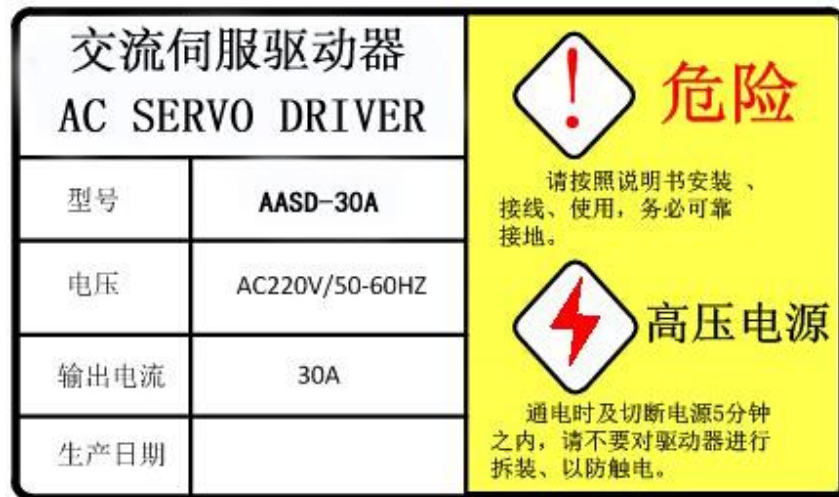 交流伺服驱动器
AC SERVO DRIVER
型号 AASD-30A
电压 AC220V/50-60HZ
输出电流 30A
生产日期
危险
请按照说明书安装 、
接线、使用，务必可靠
接地。
高压电源
通电时及切断电源5分钟
之内，请不要对驱动器进行
拆装、以防触电。